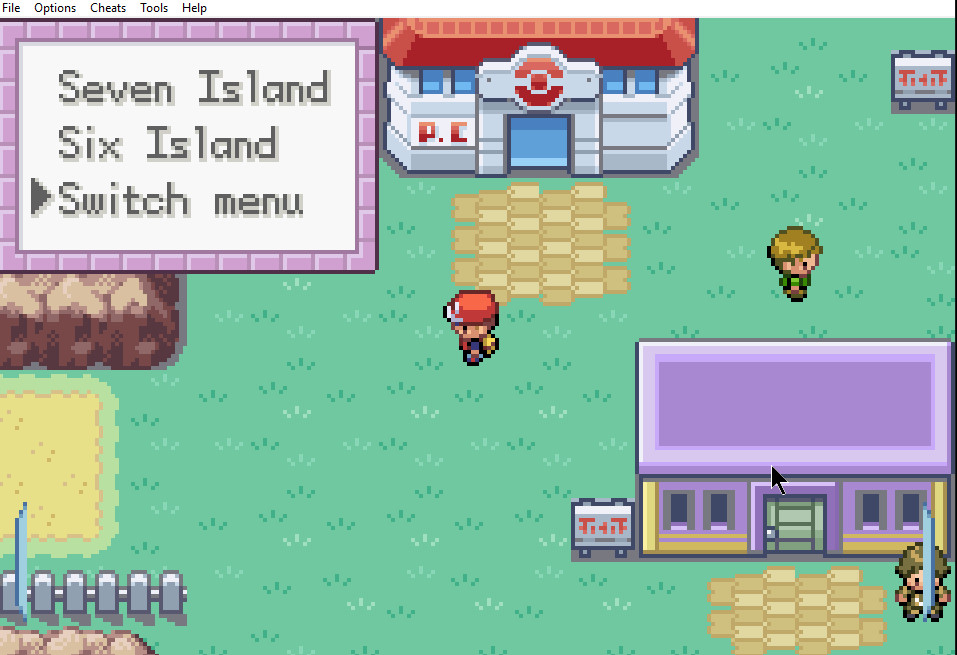 File Options Cheats Tools Help
Seven Island
Six Island
Switch menu
P.C